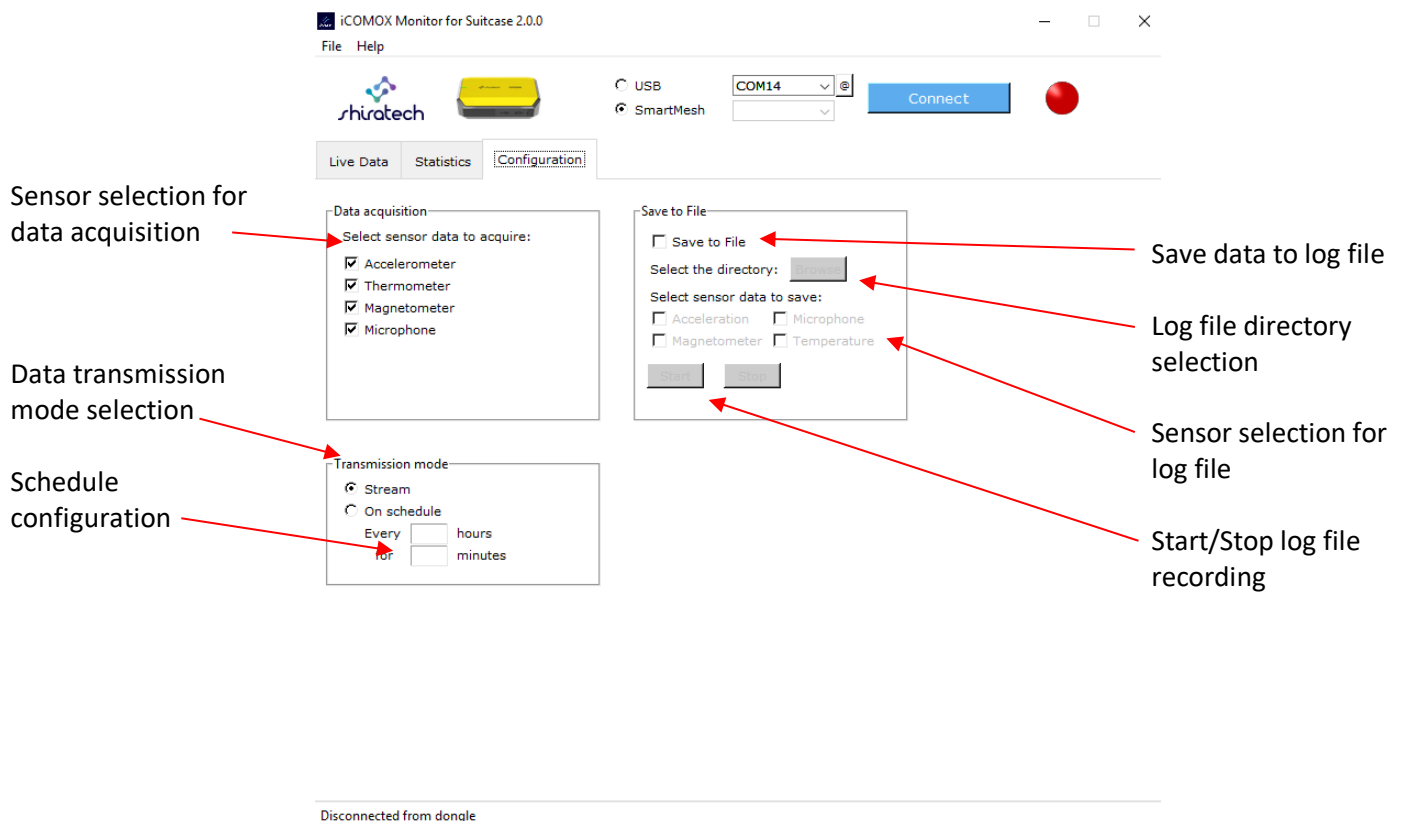 iCOMOX Monitor for Suitcase 2.0.0
File Help
shiratech
USB
COM14
@
SmartMesh
Connect
Live Data Statistics Configuration
Sensor selection for
data acquisition
Data transmission
mode selection
Schedule
configuration
Data acquisition
Select sensor data to acquire:
Accelerometer
Thermometer
Magnetometer
Microphone
Transmission mode
Stream
On schedule
Every hours
for minutes
Save to File
Save to File
Select the directory: Browse
Select sensor data to save:
Acceleration Microphone
Magnetometer Temperature
Start Stop
Save data to log file
Log file directory
selection
Sensor selection for
log file
Start/Stop log file
recording
Disconnected from dongle